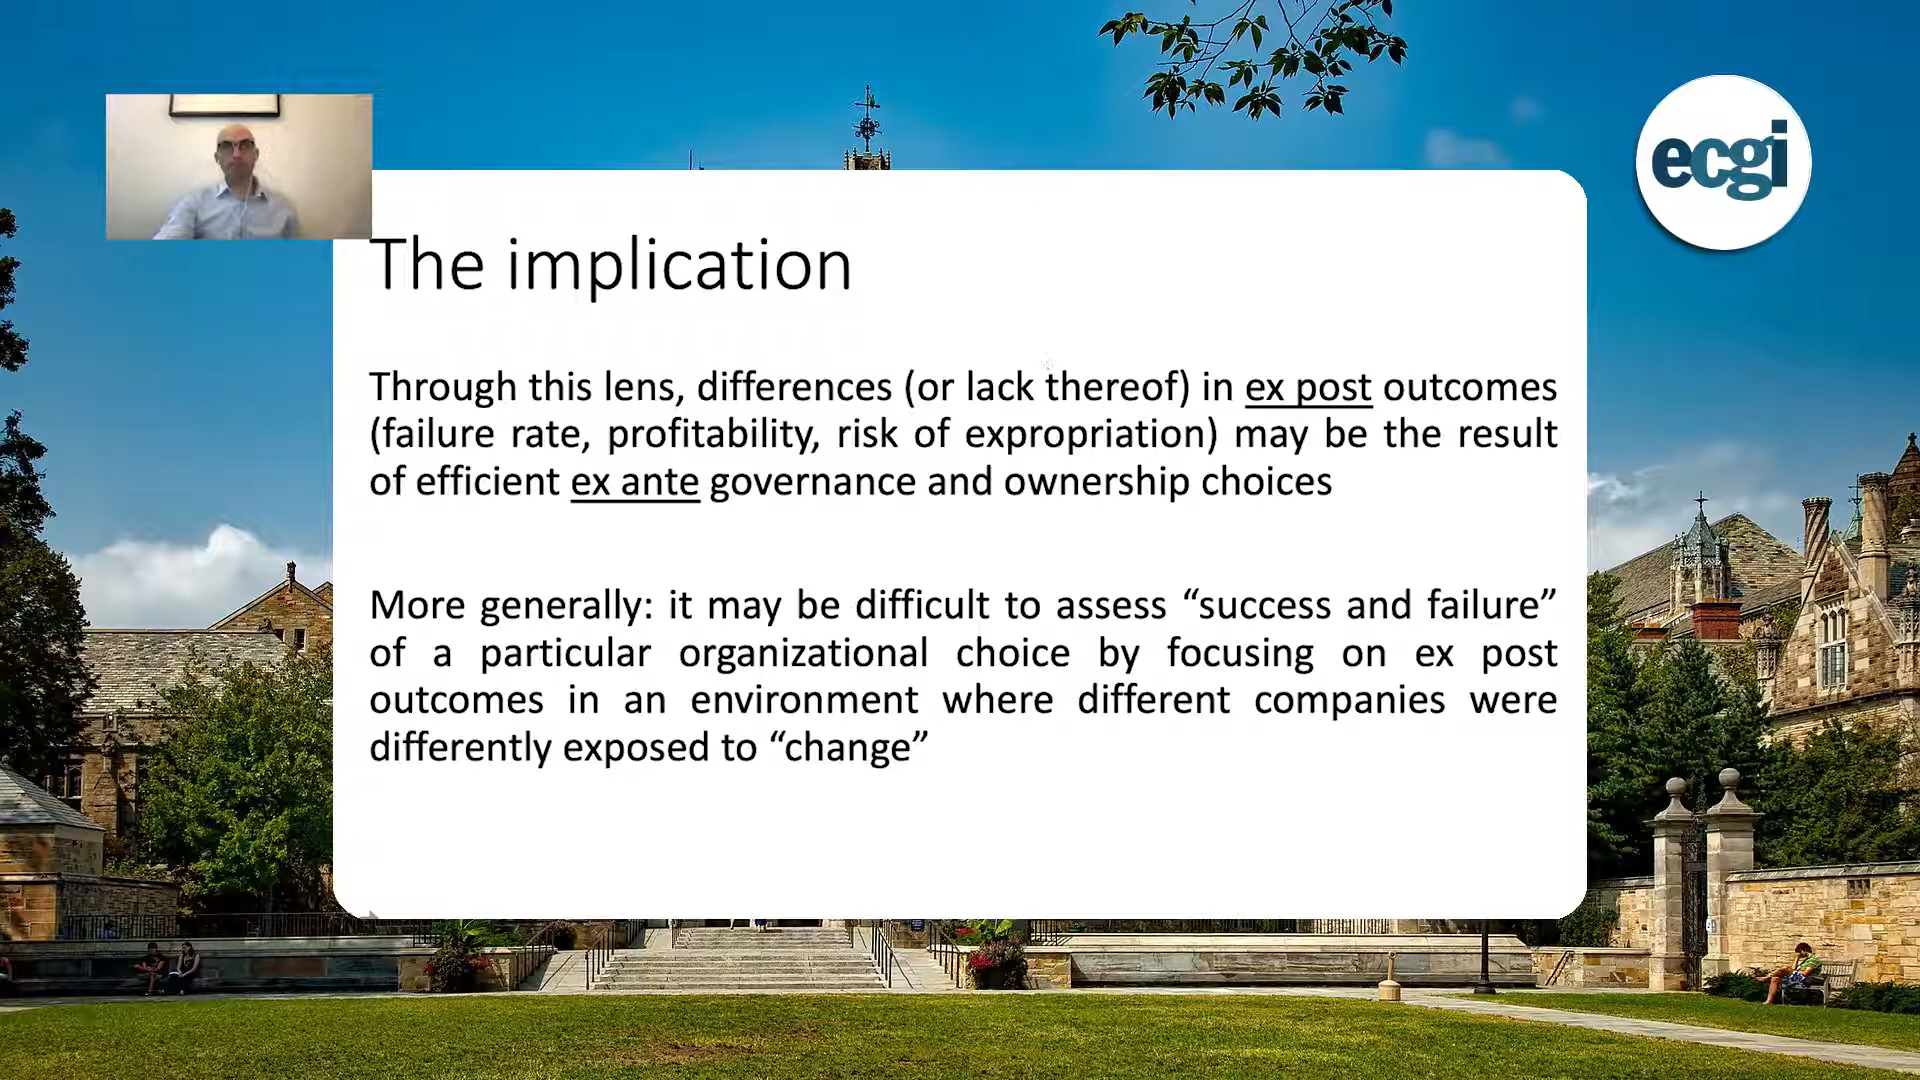 ecgi
The implication
Through this lens, differences (or lack thereof) in ex post outcomes
(failure rate, profitability, risk of expropriation) may be the result
of efficient ex ante governance and ownership choices
More generally: it may be difficult to assess “success and failure”
of a particular organizational choice by focusing on ex post
outcomes in an environment where different companies were
differently exposed to “change”